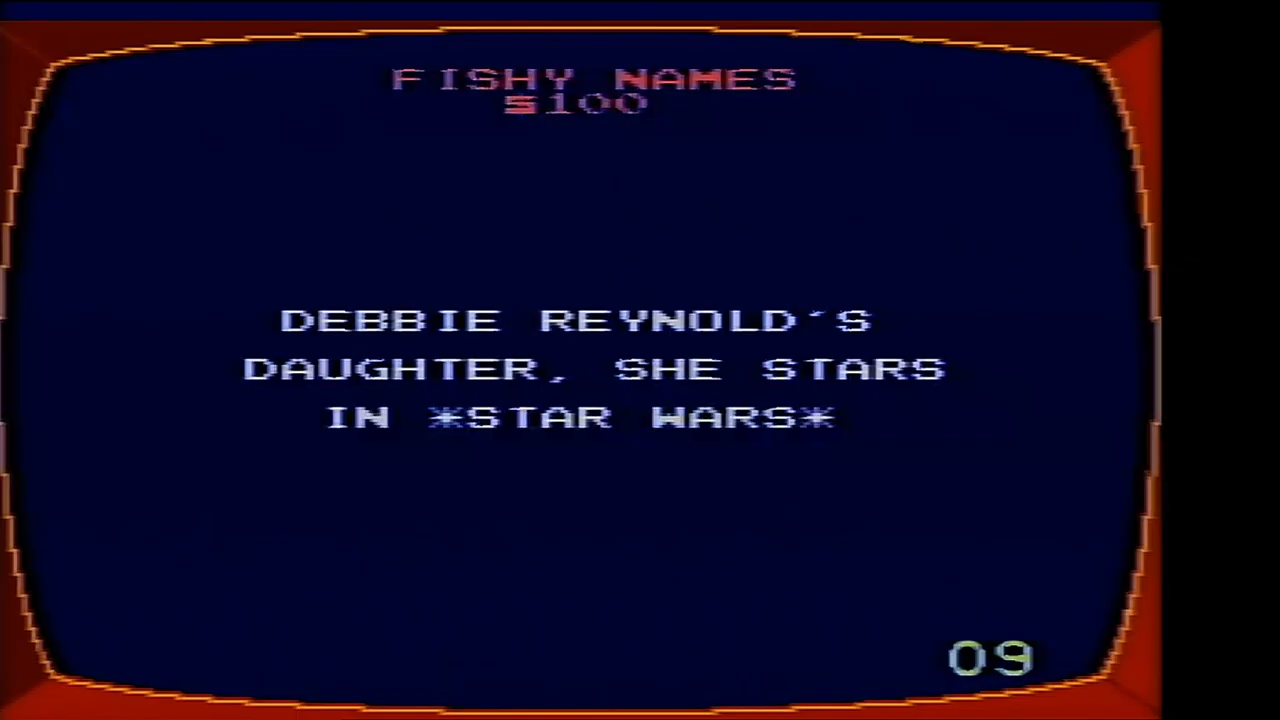 FISHY NAMES
$100
DEBBIE REYNOLD'S
DAUGHTER, SHE STARS
IN *STAR WARS*
09